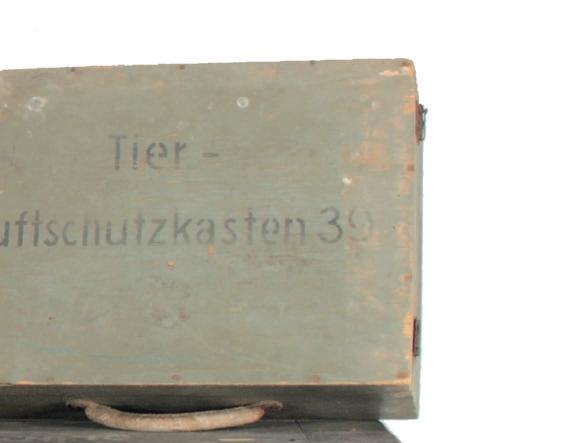 Tier-
uftschutzkasten 39